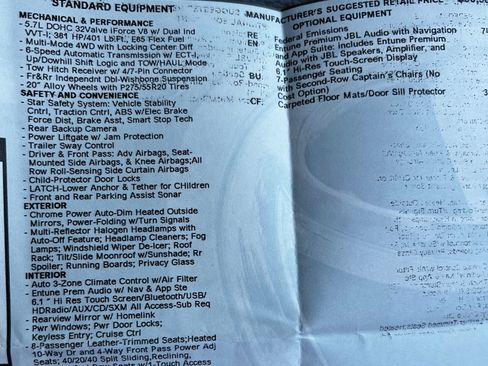 STANDARD EQUIPMENT
MECHANICAL & PERFORMANCE
- 5.7L DOHC 32Valve iForce V8 w/ Dual Ind
VVT-i; 381 HP/401 Lb/Ft., E85 Flex Fuel
- Multi-Mode 4WD with Locking Center Diff
- 6-Speed Automatic Transmission w/ ECT-i,
Up/Downhill Shift Logic and TOW/HAUL Mode
- Tow Hitch Receiver w/ 4/7-Pin Connector
- Fr&Rr Independnt Dbl-Wishbone Suspension
- 20" Alloy Wheels w/ P275/55R20 Tires
SAFETY AND CONVENIENCE
- Star Safety System: Vehicle Stability
Cntrl, Traction Cntrl, ABS w/Elec Brake
Force Dist, Brake Asst, Smart Stop Tech
- Rear Backup Camera
- Power Liftgate w/ Jam Protection
- Trailer Sway Control
- Driver & Front Pass: Adv Airbags, Seat-
Mounted Side Airbags, & Knee Airbags;All
Row Roll-Sensing Side Curtain Airbags
- Child-Protector Door Locks
- LATCH-Lower Anchor & Tether for CHildren
- Front and Rear Parking Assist Sonar
EXTERIOR
- Chrome Power Auto-Dim Heated Outside
Mirrors, Power-Folding w/Turn Signals
- Multi-Reflector Halogen Headlamps with
Auto-Off Feature; Headlamp Cleaners; Fog
Lamps; Windshield Wiper De-Icer; Roof
Rack; Tilt/Slide Moonroof w/Sunshade; Rr
Spoiler; Running Boards; Privacy Glass
INTERIOR
- Auto 3-Zone Climate Control w/Air Filter
- Entune Prem Audio w/ Nav & App Ste
6.1 " Hi Res Touch Screen/Bluetooth/USB/
HDRadio/AUX/CD/SXM All Access-Sub Req
- Rearview Mirror w/ Homelink
- Pwr Windows; Pwr Door Locks;
Keyless Entry; Cruise Ctrl
- 8-Passenger Leather-Trimmed Seats;Heated
10-Way Dr and 4-Way Front Pass Power Adj
Seats; 40/20/40 Split Sliding,Reclining,
Seats w/1-Touch Access
RE
EN
BU
CF:
MANUFACTURER'S SUGGESTED RETAIL PRICE
OPTIONAL EQUIPMENT
Federal Emissions
Entune Premium JBL Audio with Navigation
and App Suite: includes Entune Premium
Audio with JBL Speakers, Amplifier, and
6.1" Hi-Res Touch-Screen Display
7-Passenger Seating
with Second-Row Captain's Chairs (No
Cost Option)
Carpeted Floor Mats/Door Sill Protector